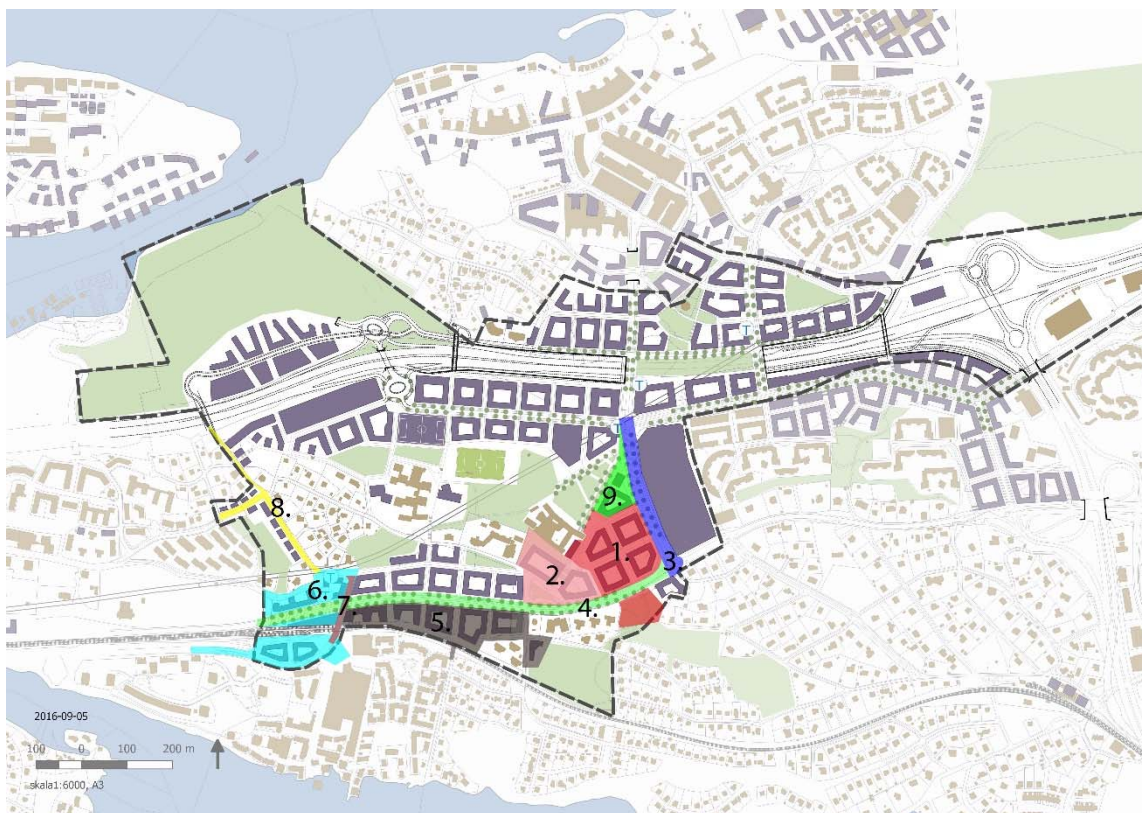 T
T
T
9.
8.
1.
3.
2.
6.
7.
4.
5.
2016-09-05
100 0 100 200 m
skala1:6000, A3